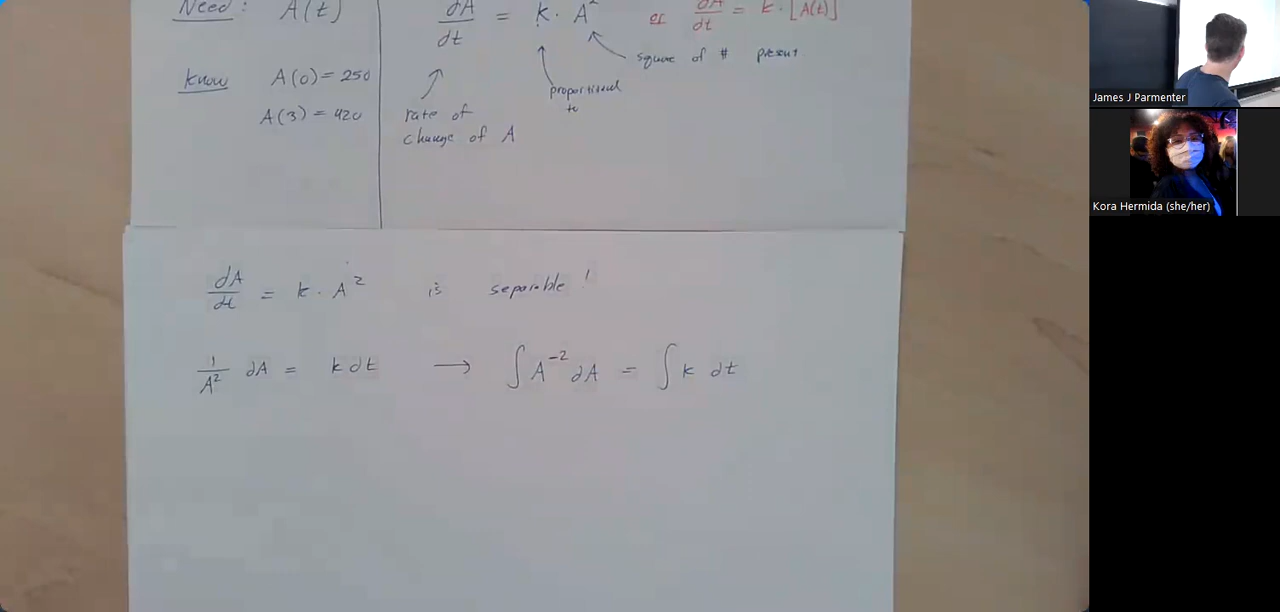 Need: A(t)
dA/dt = k · A²
or dA/dt = k · [A(t)]
square of # present
know A(0) = 250
proportional to
A(3) = 420
rate of change of A
dA/dt = k · A² is separable!
1/A² dA = k dt → ∫ A⁻² dA = ∫ k dt
James J Parmenter
Kora Hermida (she/her)